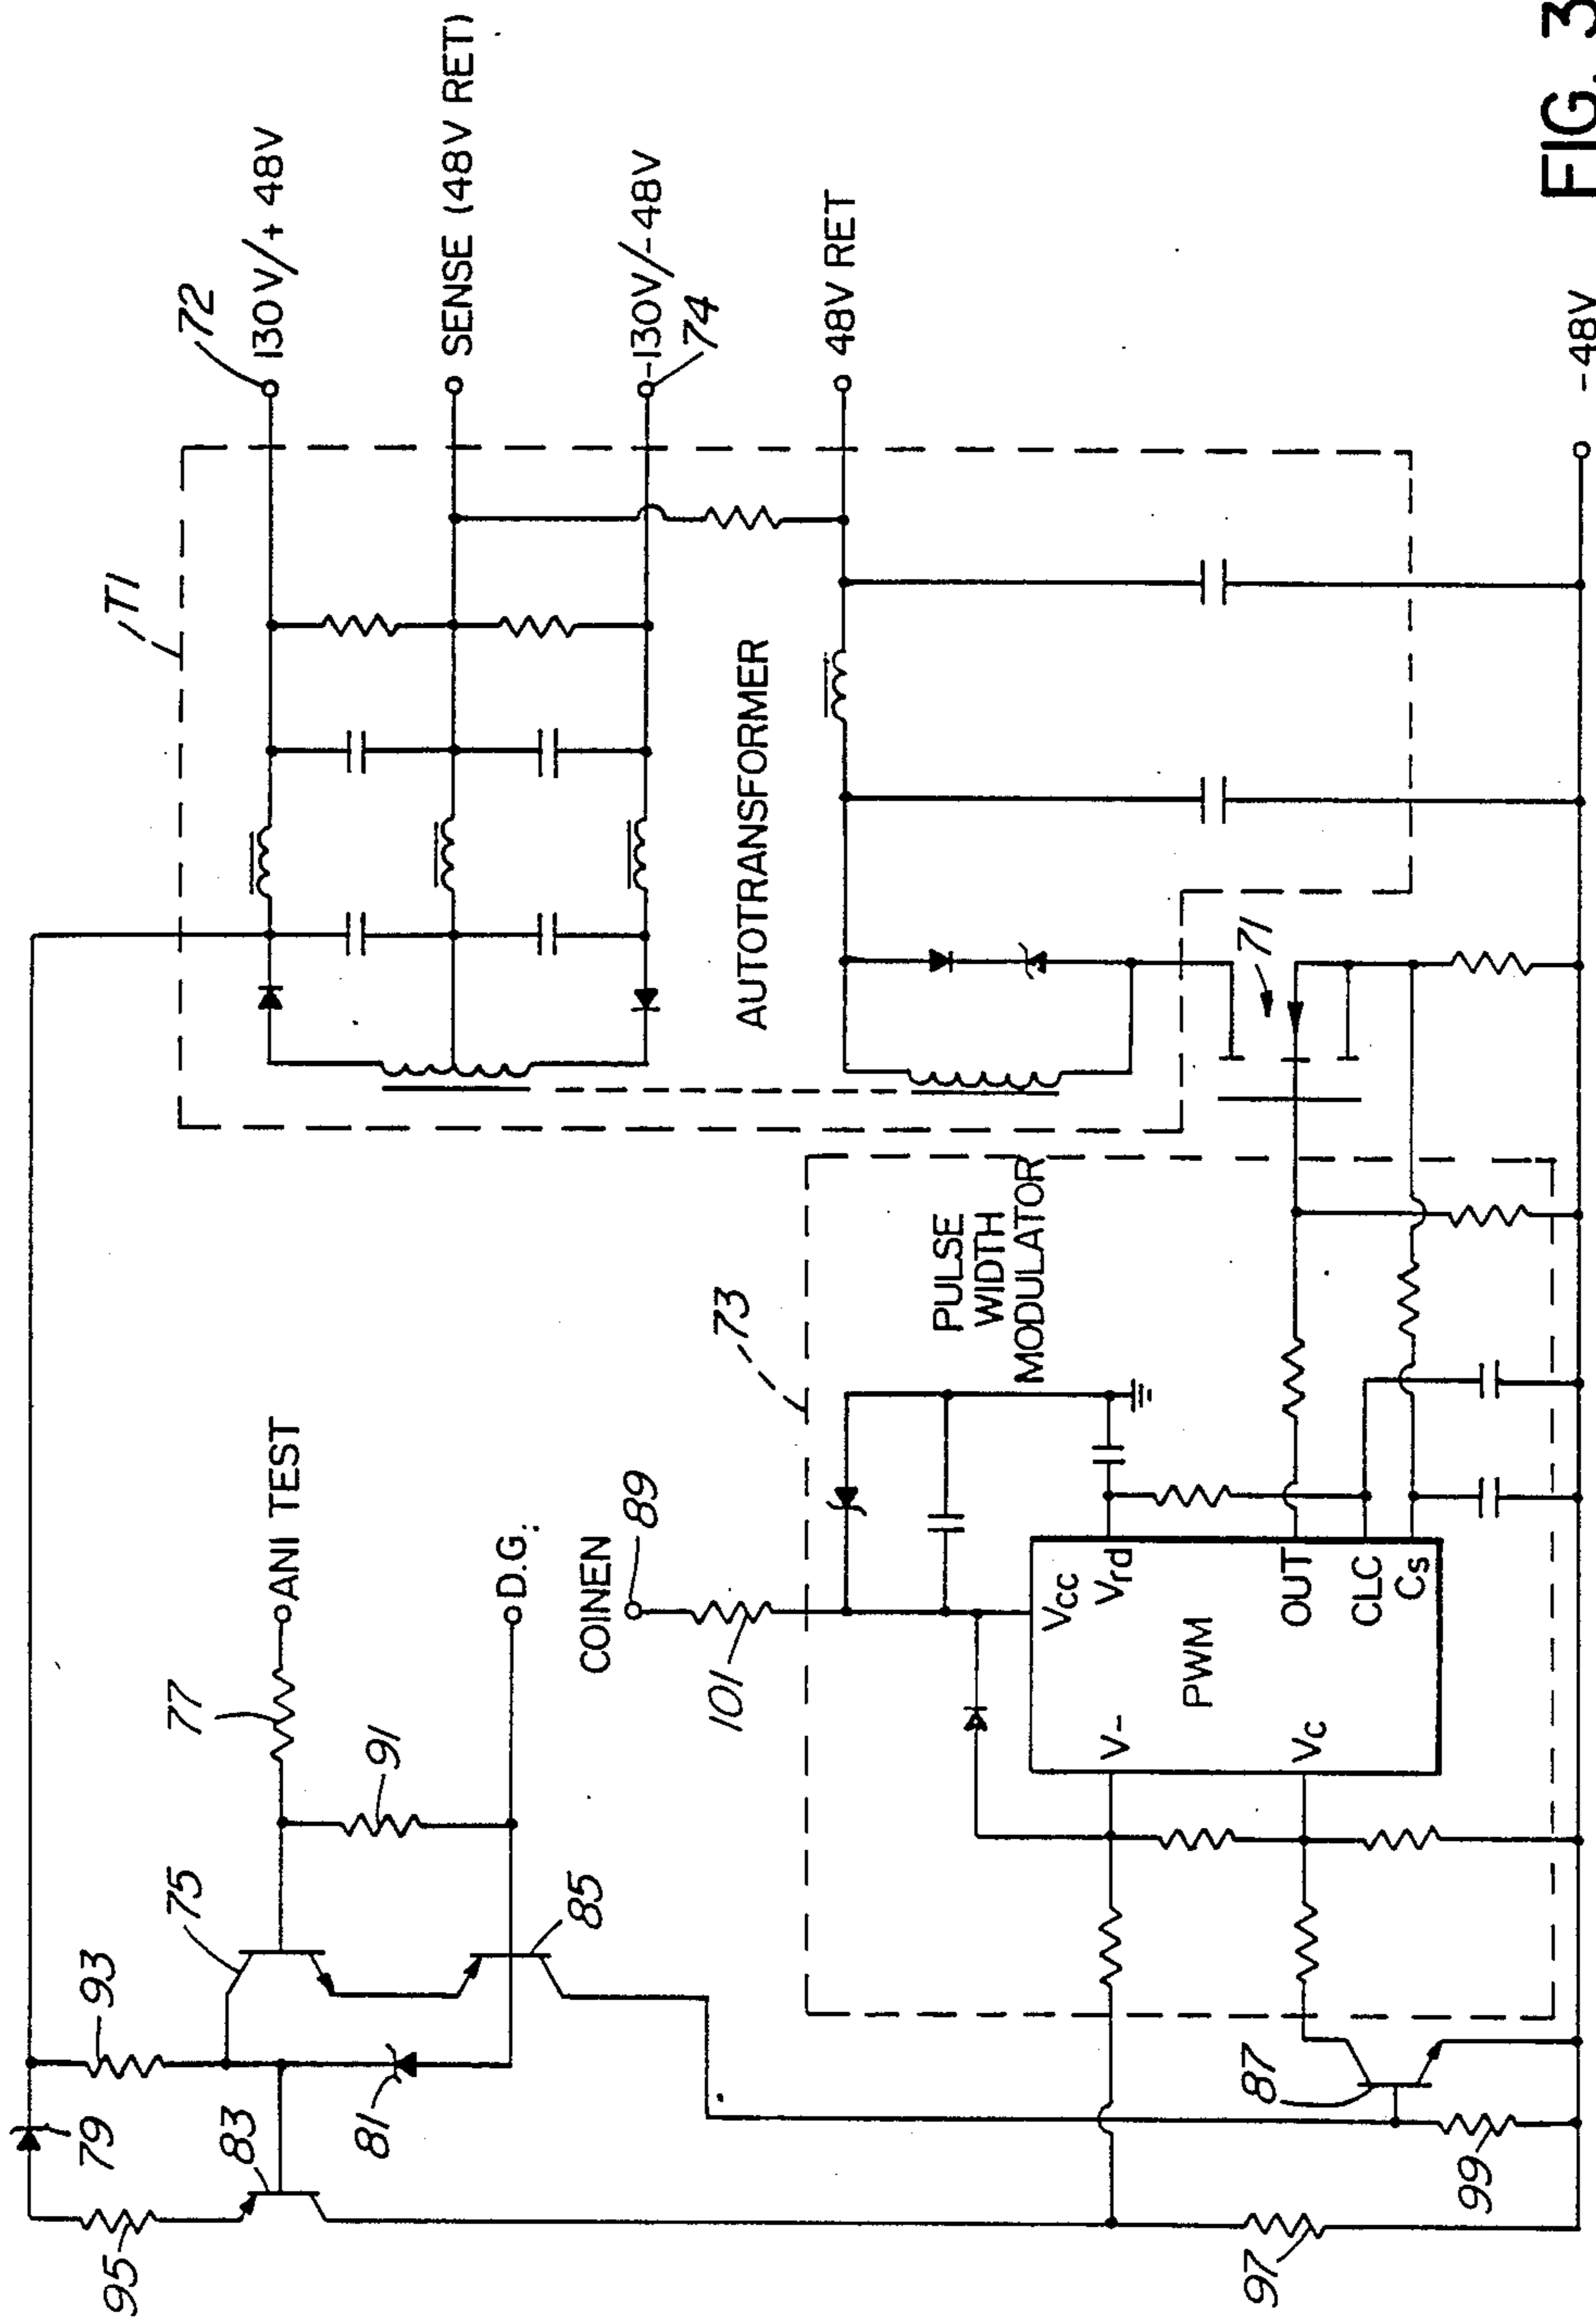 95
79
93
83
75
81
77
ANI TEST
91
85
D.G.
COINEN
89
101
73
PULSE
WIDTH
MODULATOR
V-
VCC
Vrd
PWM
VC
OUT
CLC
CS
87
99
97
T1
72
130V/+ 48V
SENSE (48V RET)
-130V/-48V
74
AUTOTRANSFORMER
48V RET
71
-48V
FIG. 3